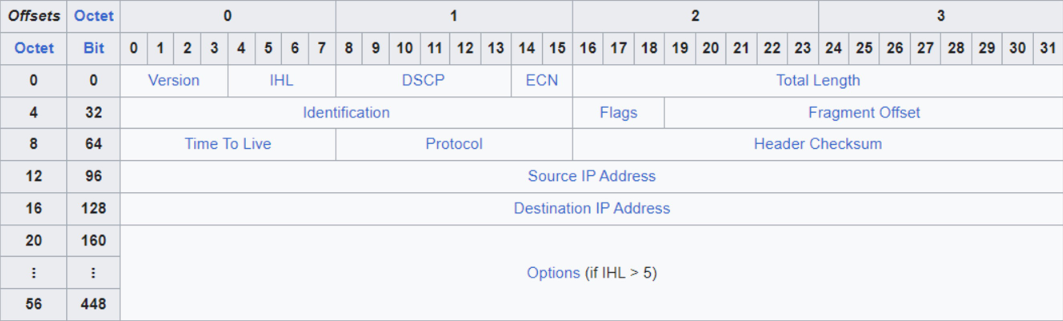 Offsets Octet 0 1 2 3
Octet Bit 0 1 2 3 4 5 6 7 8 9 10 11 12 13 14 15 16 17 18 19 20 21 22 23 24 25 26 27 28 29 30 31
0 0 Version IHL DSCP ECN Total Length
4 32 Identification Flags Fragment Offset
8 64 Time To Live Protocol Header Checksum
12 96 Source IP Address
16 128 Destination IP Address
20 160
⋮ ⋮ Options (if IHL > 5)
56 448